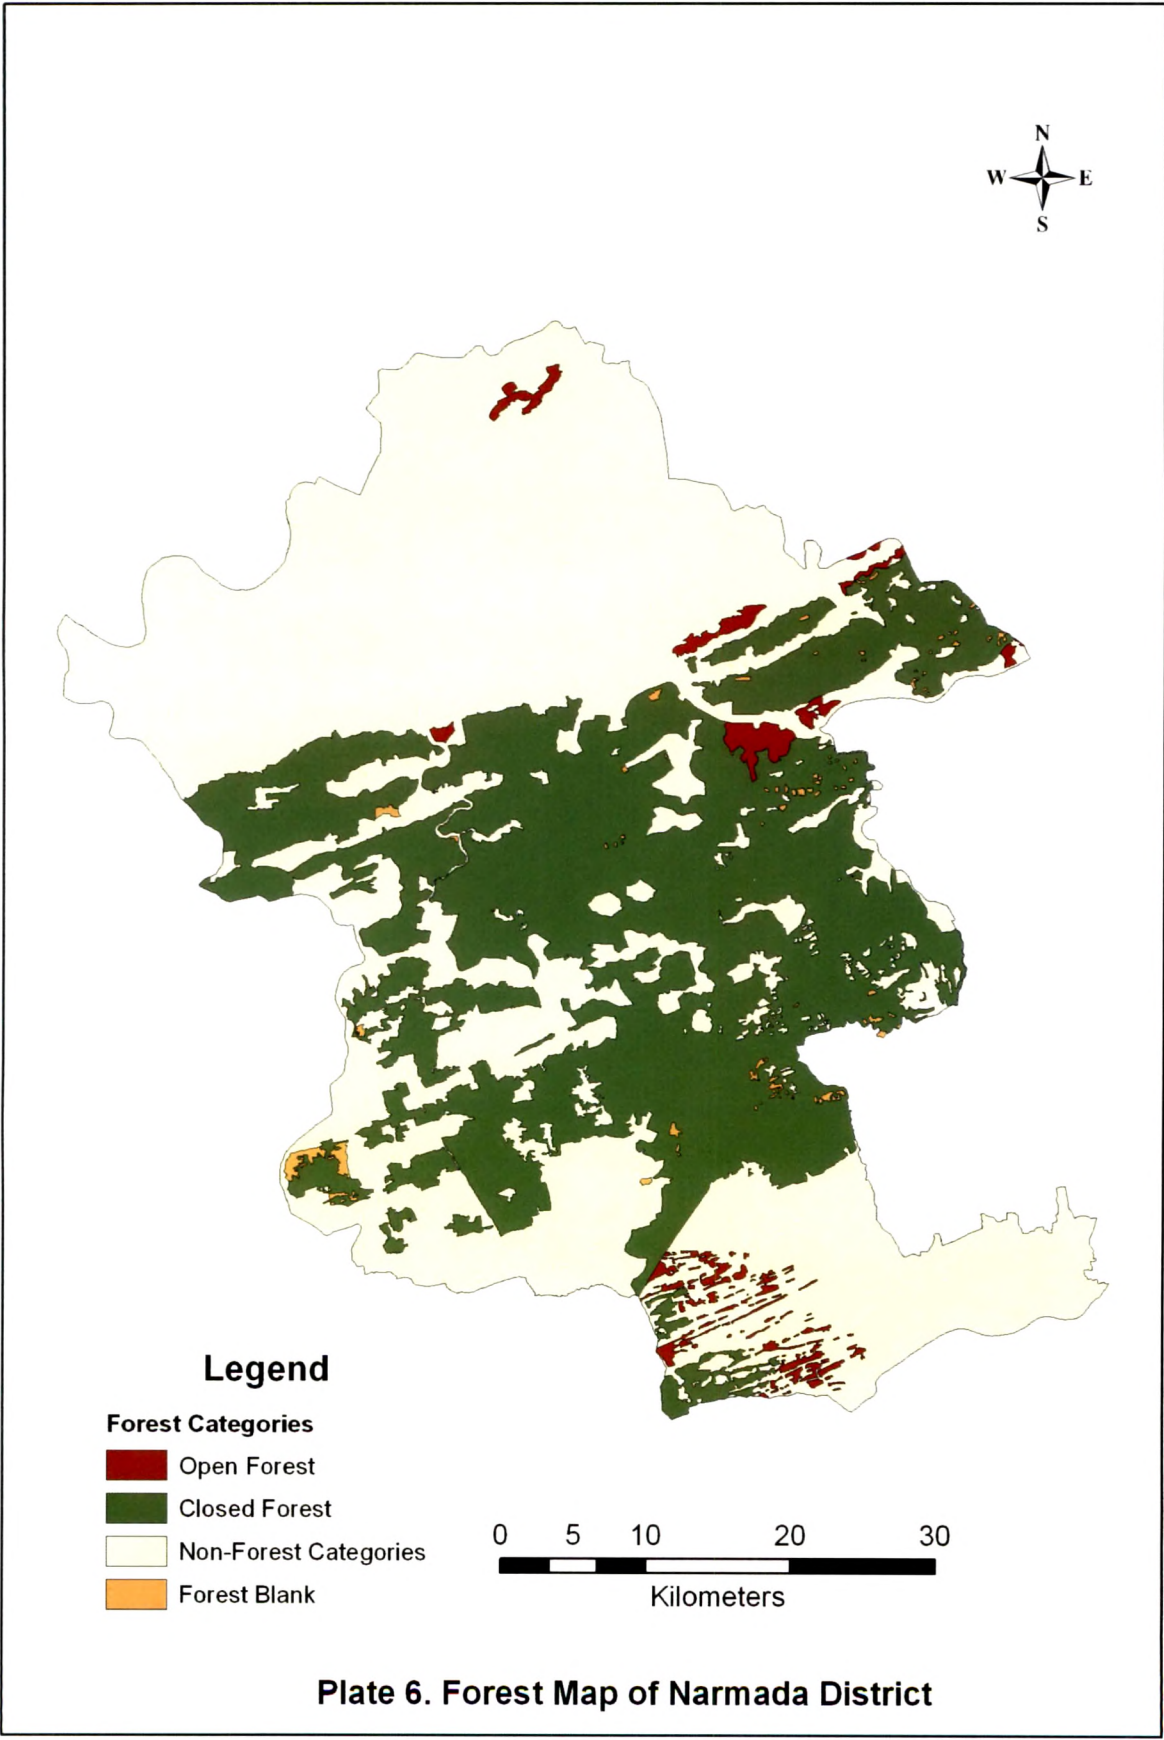 N
W E
S
Legend
Forest Categories
Open Forest
Closed Forest
Non-Forest Categories
Forest Blank
0 5 10 20 30
Kilometers
Plate 6. Forest Map of Narmada District